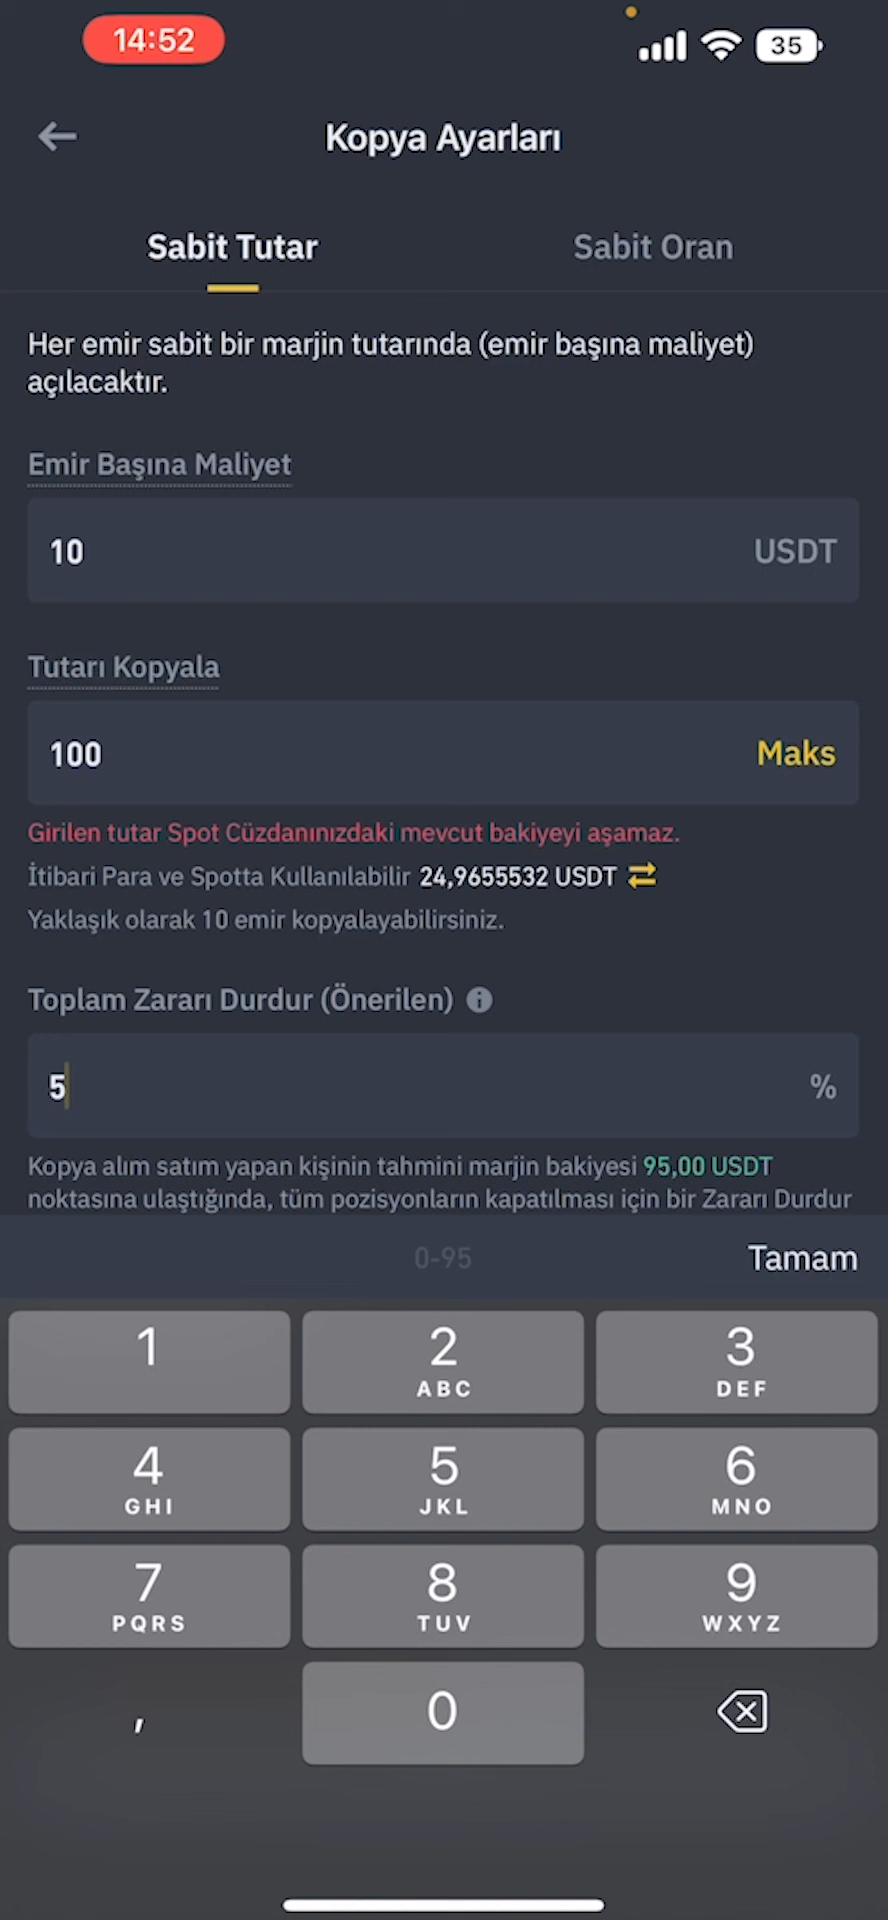 14:52
35
Kopya Ayarları
Sabit Tutar
Sabit Oran
Her emir sabit bir marjin tutarında (emir başına maliyet)
açılacaktır.
Emir Başına Maliyet
10
USDT
Tutarı Kopyala
100
Maks
Girilen tutar Spot Cüzdanınızdaki mevcut bakiyeyi aşamaz.
İtibari Para ve Spotta Kullanılabilir 24,9655532 USDT
Yaklaşık olarak 10 emir kopyalayabilirsiniz.
Toplam Zararı Durdur (Önerilen)
5
%
Kopya alım satım yapan kişinin tahmini marjin bakiyesi 95,00 USDT
noktasına ulaştığında, tüm pozisyonların kapatılması için bir Zararı Durdur
0-95
Tamam
1
2
ABC
3
DEF
4
GHI
5
JKL
6
MNO
7
PQRS
8
TUV
9
WXYZ
,
0